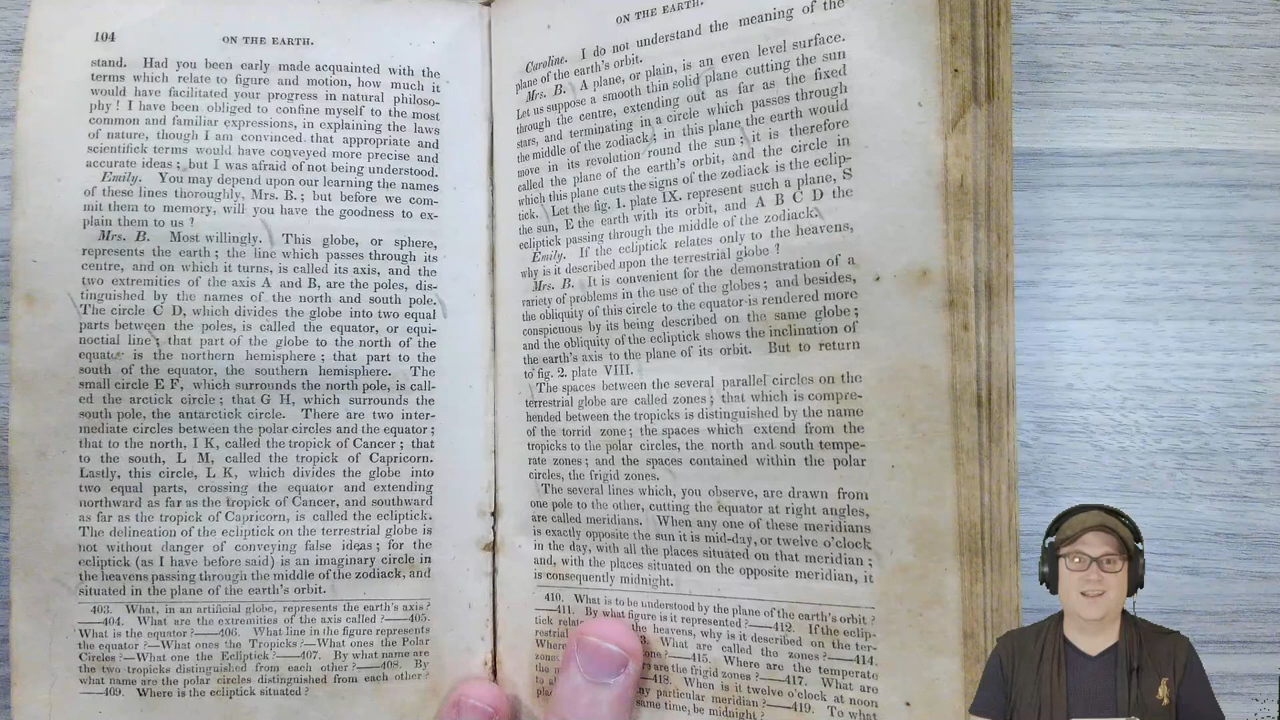 104
ON THE EARTH.
stand. Had you been early made acquainted with the
terms which relate to figure and motion, how much it
would have facilitated your progress in natural philoso-
phy ! I have been obliged to confine myself to the most
common and familiar expressions, in explaining the laws
of nature, though I am convinced that appropriate and
scientifick terms would have conveyed more precise and
accurate ideas ; but I was afraid of not being understood.
Emily. You may depend upon our learning the names
of these lines thoroughly, Mrs. B. ; but before we com-
mit them to memory, will you have the goodness to ex-
plain them to us ?
Mrs. B. Most willingly. This globe, or sphere,
represents the earth ; the line which passes through its
centre, and on which it turns, is called its axis, and the
two extremities of the axis A and B, are the poles, dis-
tinguished by the names of the north and south pole.
The circle C D, which divides the globe into two equal
parts between the poles, is called the equator, or equi-
noctial line ; that part of the globe to the north of the
equator is the northern hemisphere ; that part to the
south of the equator, the southern hemisphere. The
small circle E F, which surrounds the north pole, is call-
ed the arctick circle ; that G H, which surrounds the
south pole, the antarctick circle. There are two inter-
mediate circles between the polar circles and the equator ;
that to the north, I K, called the tropick of Cancer ; that
to the south, L M, called the tropick of Capricorn.
Lastly, this circle, L K, which divides the globe into
two equal parts, crossing the equator and extending
northward as far as the tropick of Cancer, and southward
as far as the tropick of Capricorn, is called the ecliptick.
The delineation of the ecliptick on the terrestrial globe is
not without danger of conveying false ideas ; for the
ecliptick (as I have before said) is an imaginary circle in
the heavens passing through the middle of the zodiack, and
situated in the plane of the earth's orbit.
403. What, in an artificial globe, represents the earth's axis ?
—404. What are the extremities of the axis called ?—405.
What is the equator ?—406. What line in the figure represents
the equator ?—What ones the Tropicks ?—What ones the Polar
Circles ?—What one the Ecliptick ?—407. By what name are
the two tropicks distinguished from each other ?—408. By
what name are the polar circles distinguished from each other ?
—409. Where is the ecliptick situated ?
ON THE EARTH.
Caroline. I do not understand the meaning of the
plane of the earth's orbit.
Mrs. B. A plane, or plain, is an even level surface.
Let us suppose a smooth thin solid plane cutting the sun
through the centre, extending out as far as the fixed
stars, and terminating in a circle which passes through
the middle of the zodiack ; in this plane the earth would
move in its revolution round the sun ; it is therefore
called the plane of the earth's orbit, and the circle in
which this plane cuts the signs of the zodiack is the eclip-
tick. Let the fig. 1. plate IX. represent such a plane, S
the sun, E the earth with its orbit, and A B C D the
ecliptick passing through the middle of the zodiack.
Emily. If the ecliptick relates only to the heavens,
why is it described upon the terrestrial globe ?
Mrs. B. It is convenient for the demonstration of a
variety of problems in the use of the globes ; and besides,
the obliquity of this circle to the equator is rendered more
conspicuous by its being described on the same globe ;
and the obliquity of the ecliptick shows the inclination of
the earth's axis to the plane of its orbit. But to return
to fig. 2. plate VIII.
The spaces between the several parallel circles on the
terrestrial globe are called zones ; that which is compre-
hended between the tropicks is distinguished by the name
of the torrid zone ; the spaces which extend from the
tropicks to the polar circles, the north and south tempe-
rate zones ; and the spaces contained within the polar
circles, the frigid zones.
The several lines which, you observe, are drawn from
one pole to the other, cutting the equator at right angles,
are called meridians. When any one of these meridians
is exactly opposite the sun it is mid-day, or twelve o'clock
in the day, with all the places situated on that meridian ;
and, with the places situated on the opposite meridian, it
is consequently midnight.
410. What is to be understood by the plane of the earth's orbit ?
—411. By what figure is it represented ?—412. If the eclip-
tick the heavens, why is it described on the ter-
restrial What are called the zones ?—414.
Where one ?—415. Where are the temperate
are the frigid zones ?—417. What are
—418. When is it twelve o'clock at noon
particular meridian ?—419. To what
same time, be midnight ?